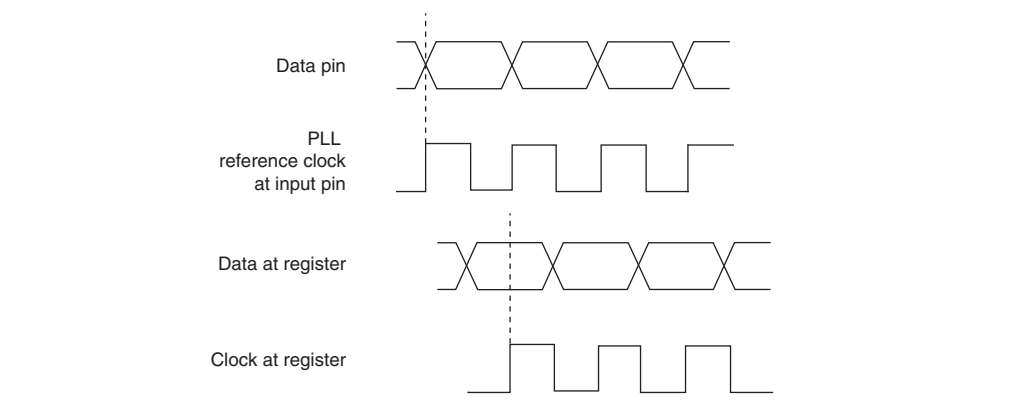 Data pin
PLL
reference clock
at input pin
Data at register
Clock at register